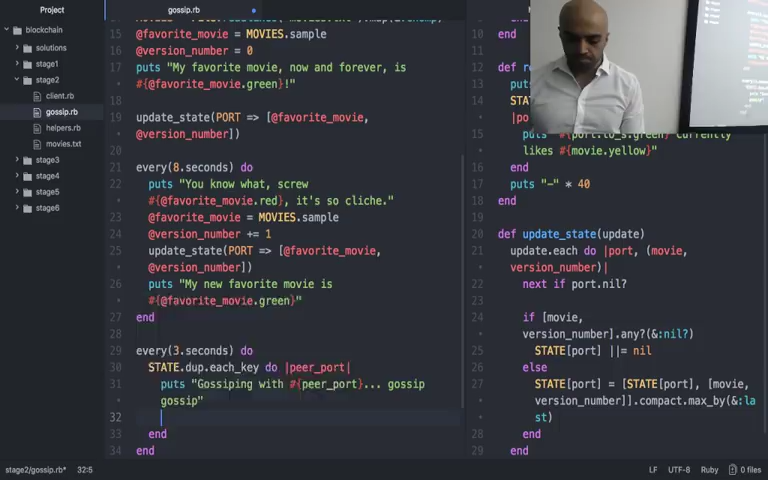 Project
blockchain
solutions
stage1
stage2
client.rb
gossip.rb
helpers.rb
movies.txt
stage3
stage4
stage5
stage6
gossip.rb
15 @favorite_movie = MOVIES.sample
16 @version_number = 0
17 puts "My favorite movie, now and forever, is
#{@favorite_movie.green}!"
18
19 update_state(PORT => [@favorite_movie,
@version_number])
20
21 every(8.seconds) do
22 puts "You know what, screw
#{@favorite_movie.red}, it's so cliche."
23 @favorite_movie = MOVIES.sample
24 @version_number += 1
25 update_state(PORT => [@favorite_movie,
@version_number])
26 puts "My new favorite movie is
#{@favorite_movie.green}"
27 end
28
29 every(3.seconds) do
30 STATE.dup.each_key do |peer_port|
31 puts "Gossiping with #{peer_port}... gossip
gossip"
32
33 end
34 end
10 end
11
12 def
13 puts
14 STA
|po
15 puts currently
likes #{movie.yellow}"
16 end
17 puts "-" * 40
18 end
19
20 def update_state(update)
21 update.each do |port, (movie,
version_number)|
22 next if port.nil?
23
24 if [movie,
version_number].any?(&:nil?)
25 STATE[port] ||= nil
26 else
27 STATE[port] = [STATE[port], [movie,
version_number]].compact.max_by(&:la
st)
28 end
29 end
stage2/gossip.rb* 32:5
LF UTF-8 Ruby 0 files